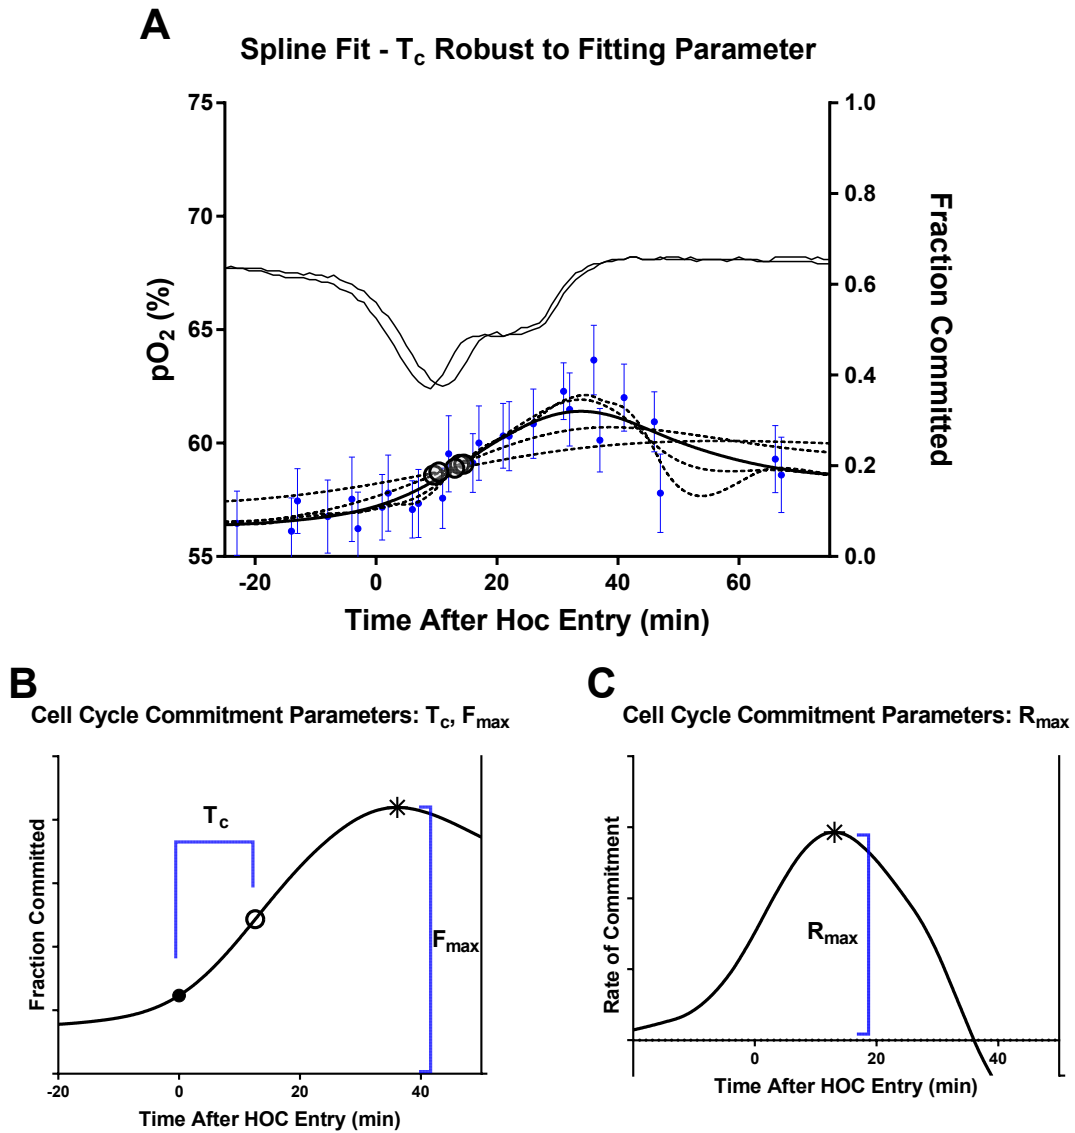 A
Spline Fit - Tc Robust to Fitting Parameter
75
70
65
60
55
pO2 (%)
1.0
0.8
0.6
0.4
0.2
0.0
Fraction Committed
-20 0 20 40 60
Time After Hoc Entry (min)
B
Cell Cycle Commitment Parameters: Tc, Fmax
Fraction Committed
Tc
Fmax
-20 0 20 40
Time After HOC Entry (min)
C
Cell Cycle Commitment Parameters: Rmax
Rate of Commitment
Rmax
0 20 40
Time After HOC Entry (min)